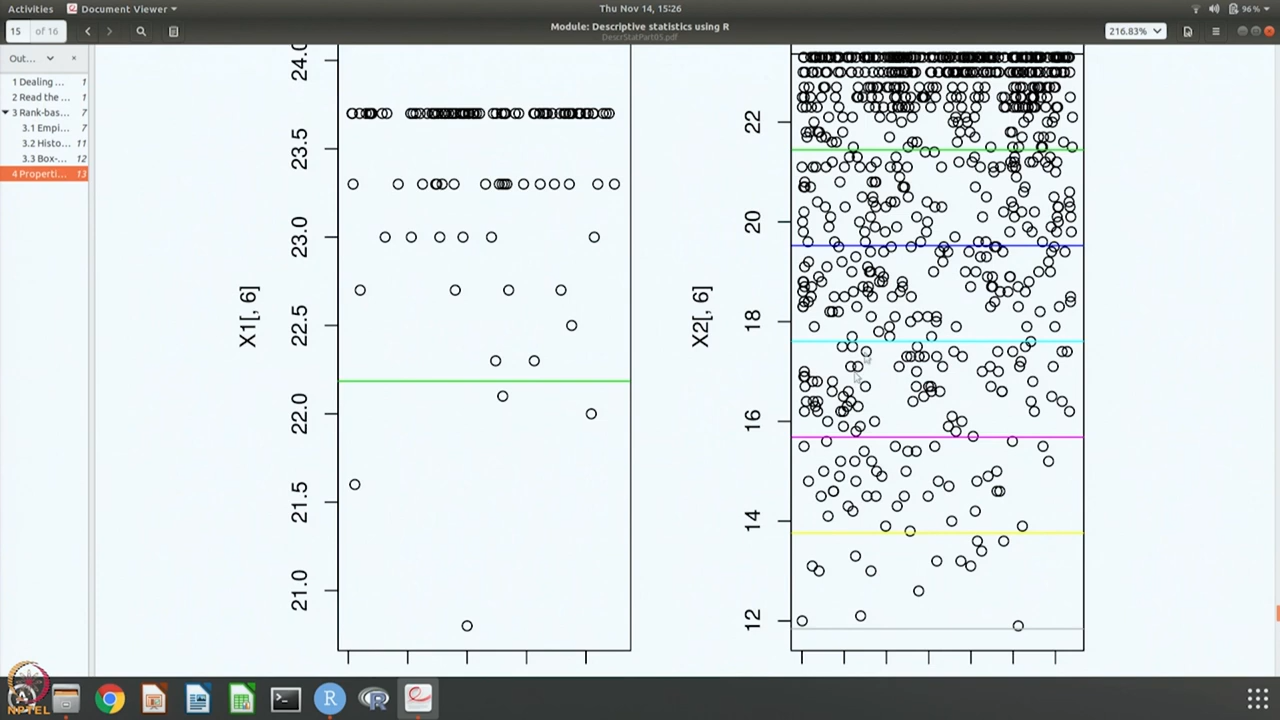 Activities
Document Viewer
Thu Nov 14, 15:26
96%
15
of 16
Module: Descriptive statistics using R
DescrStatPart05.pdf
216.83%
Out...
1 Dealing ... 1
2 Read the ... 1
3 Rank-bas... 7
3.1 Empi... 7
3.2 Histo... 11
3.3 Box-... 12
4 Properti... 13
24.0
23.5
23.0
22.5
22.0
21.5
21.0
X1[, 6]
22
20
18
16
14
12
X2[, 6]
NPTEL